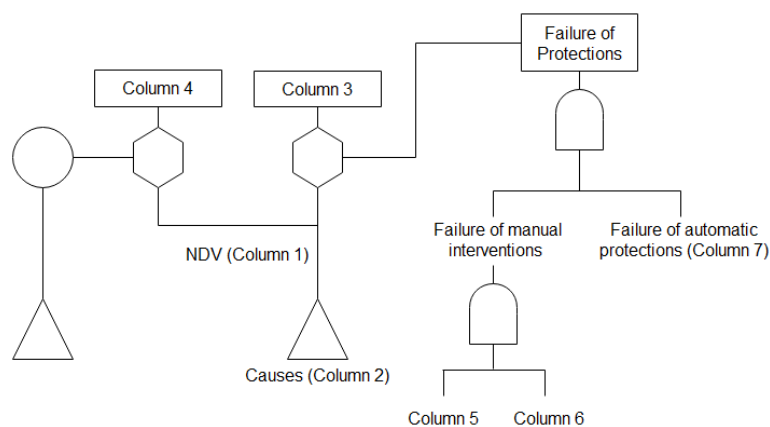 Failure of
Protections
Column 4
Column 3
Failure of manual
interventions
Failure of automatic
protections (Column 7)
NDV (Column 1)
Causes (Column 2)
Column 5
Column 6